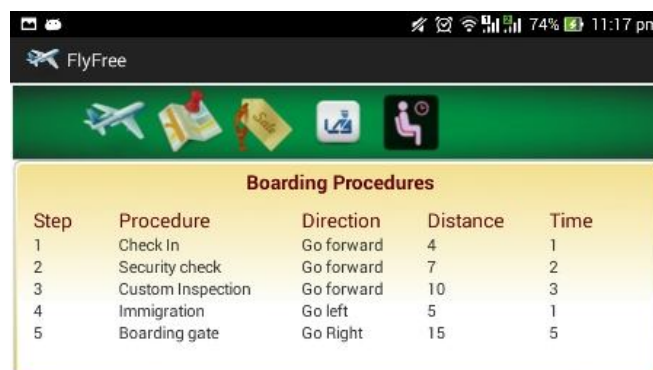 74% 11:17 pm
FlyFree
Sale
Boarding Procedures
Step Procedure Direction Distance Time
1 Check In Go forward 4 1
2 Security check Go forward 7 2
3 Custom Inspection Go forward 10 3
4 Immigration Go left 5 1
5 Boarding gate Go Right 15 5